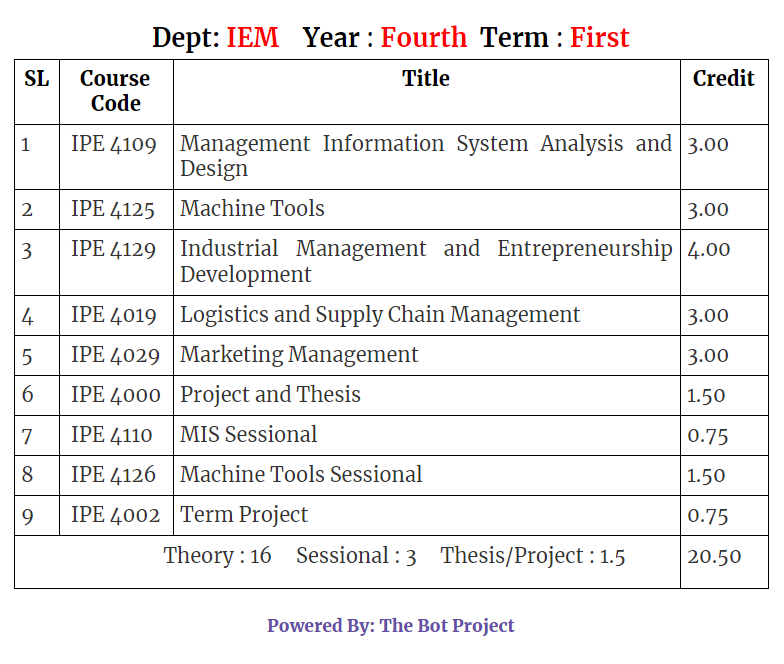 Dept: IEM Year : Fourth Term : First
SL Course Code Title Credit
1 IPE 4109 Management Information System Analysis and Design 3.00
2 IPE 4125 Machine Tools 3.00
3 IPE 4129 Industrial Management and Entrepreneurship Development 4.00
4 IPE 4019 Logistics and Supply Chain Management 3.00
5 IPE 4029 Marketing Management 3.00
6 IPE 4000 Project and Thesis 1.50
7 IPE 4110 MIS Sessional 0.75
8 IPE 4126 Machine Tools Sessional 1.50
9 IPE 4002 Term Project 0.75
Theory : 16 Sessional : 3 Thesis/Project : 1.5 20.50
Powered By: The Bot Project